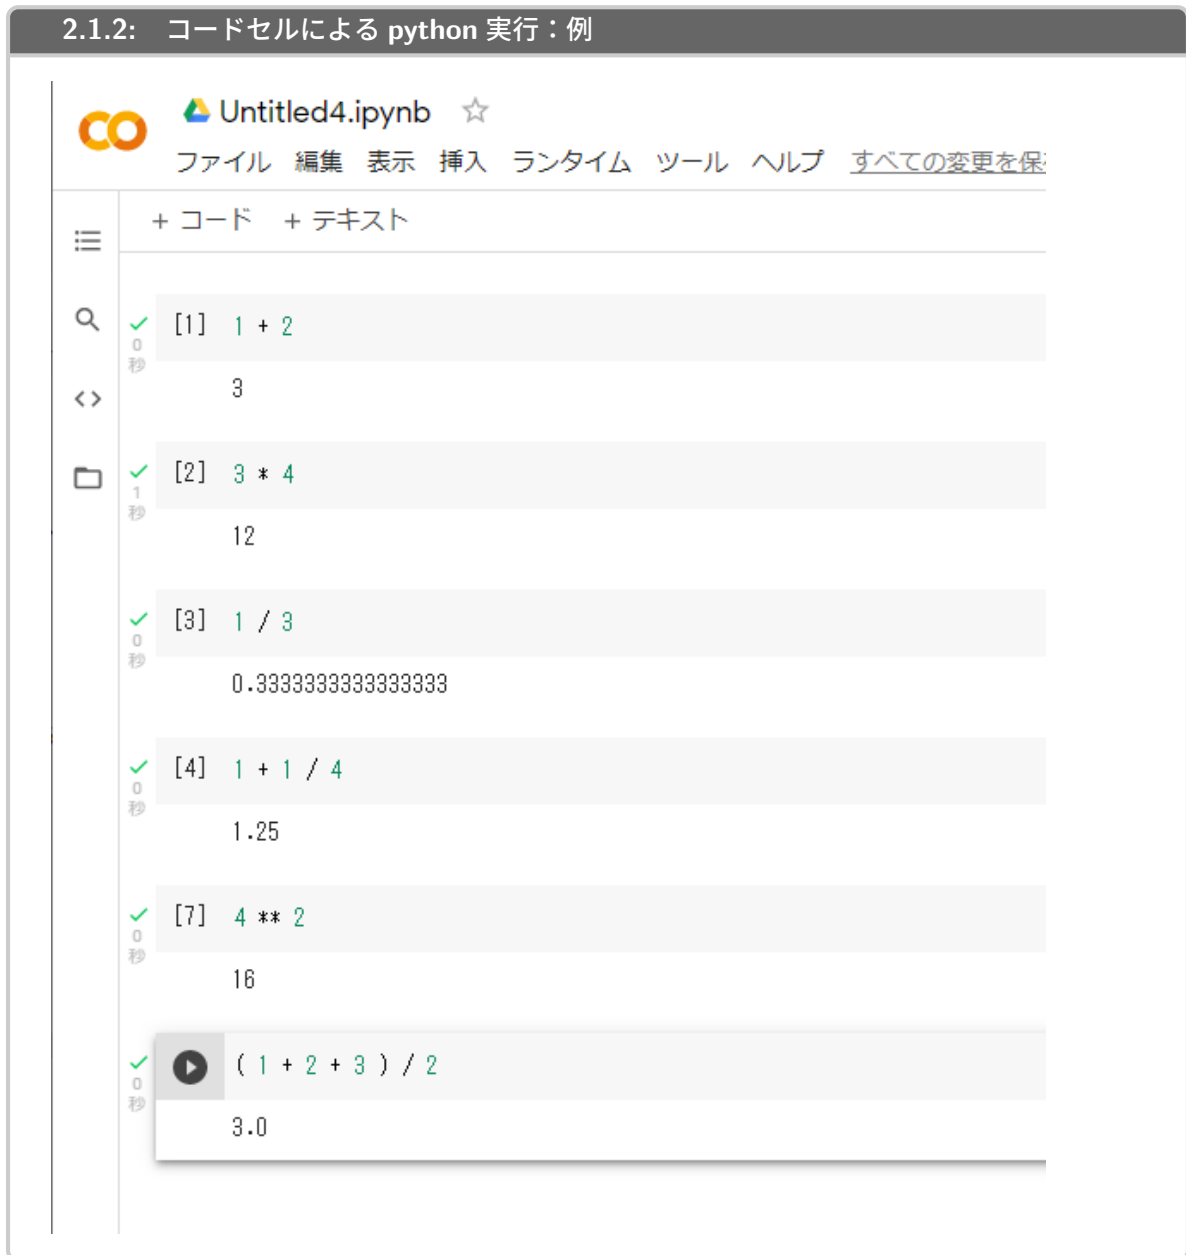 2.1.2: コードセルによる python 実行：例
Untitled4.ipynb
ファイル 編集 表示 挿入 ランタイム ツール ヘルプ すべての変更を保
+ コード + テキスト
[1] 1 + 2
0
秒
3
[2] 3 * 4
1
秒
12
[3] 1 / 3
0
秒
0.3333333333333333
[4] 1 + 1 / 4
0
秒
1.25
[7] 4 ** 2
0
秒
16
( 1 + 2 + 3 ) / 2
0
秒
3.0